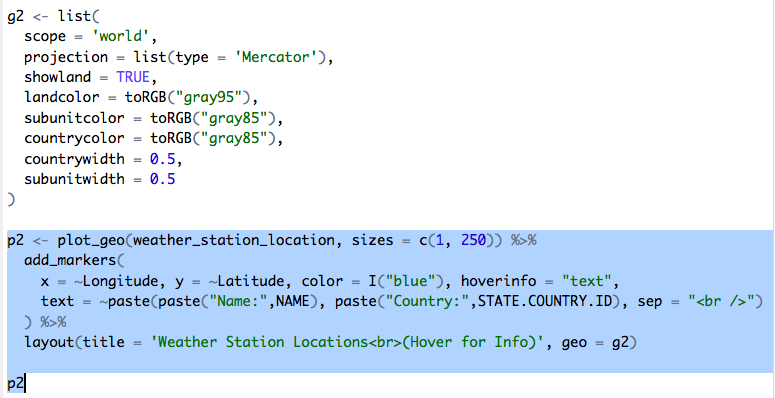 g2 <- list(
  scope = 'world',
  projection = list(type = 'Mercator'),
  showland = TRUE,
  landcolor = toRGB("gray95"),
  subunitcolor = toRGB("gray85"),
  countrycolor = toRGB("gray85"),
  countrywidth = 0.5,
  subunitwidth = 0.5
)

p2 <- plot_geo(weather_station_location, sizes = c(1, 250)) %>%
  add_markers(
    x = ~Longitude, y = ~Latitude, color = I("blue"), hoverinfo = "text",
    text = ~paste(paste("Name:",NAME), paste("Country:",STATE.COUNTRY.ID), sep = "<br />")
  ) %>%
  layout(title = 'Weather Station Locations<br>(Hover for Info)', geo = g2)

p2